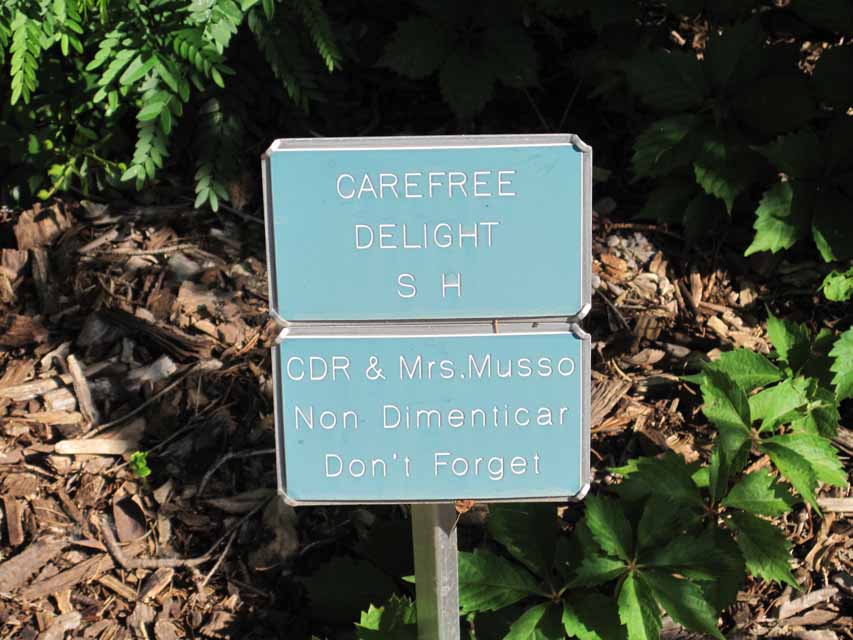 CAREFREE
DELIGHT
S H
CDR & Mrs.Musso
Non Dimenticar
Don't Forget